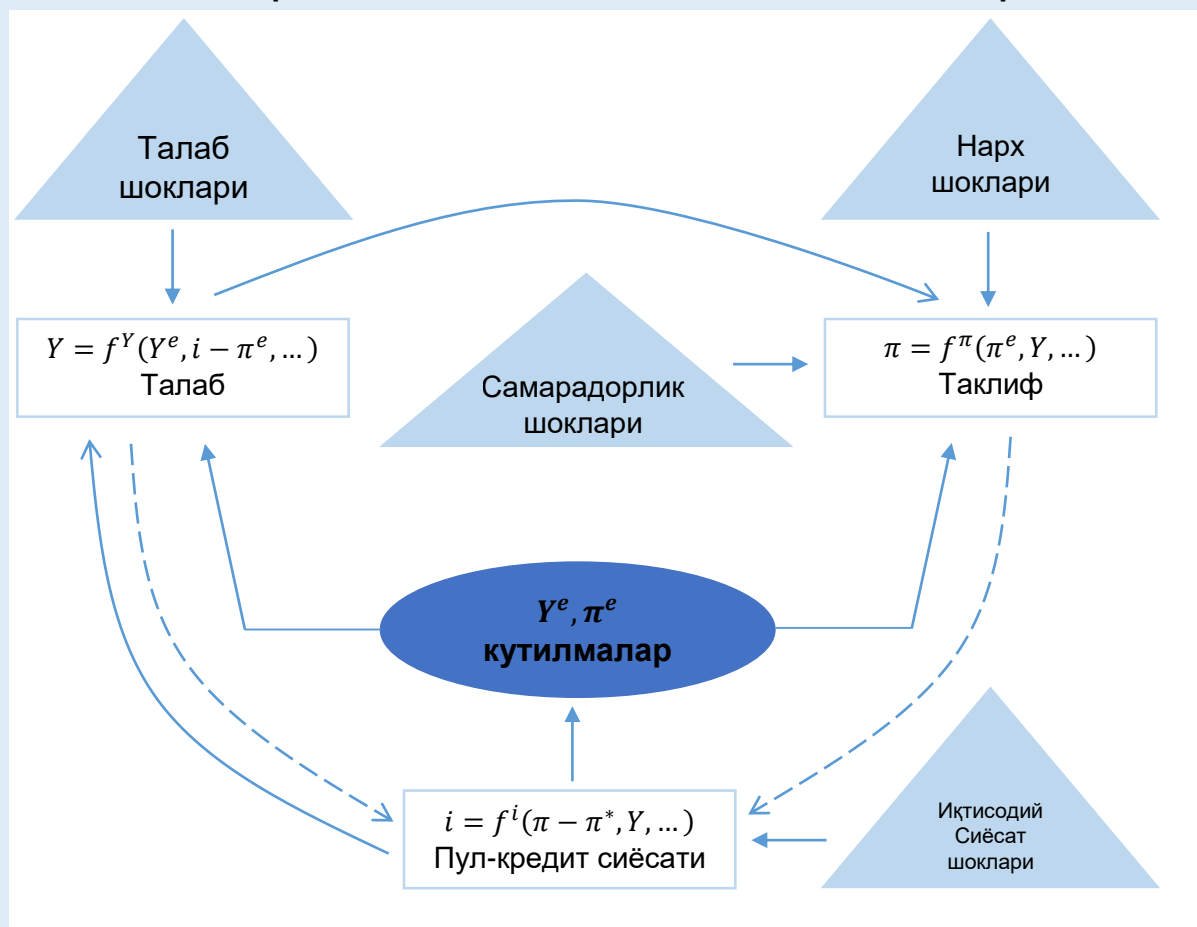 Талаб
шоклари
Нарх
шоклари
Y = f^Y(Y^e, i − π^e, …)
Талаб
Самарадорлик
шоклари
π = f^π(π^e, Y, …)
Таклиф
Y^e, π^e
кутилмалар
i = f^i(π − π^*, Y, …)
Пул-кредит сиёсати
Иқтисодий
Сиёсат
шоклари